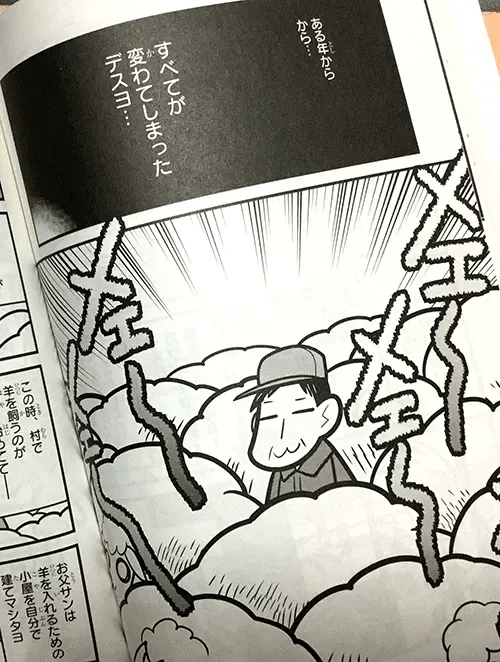 ある年から
から…
すべてが
変わてしまった
デスヨ…
メェー
メェー
メェー
この時、村で
羊を飼うのが
お父サンは
羊を入れるための
小屋を自分で
建てマシタヨ